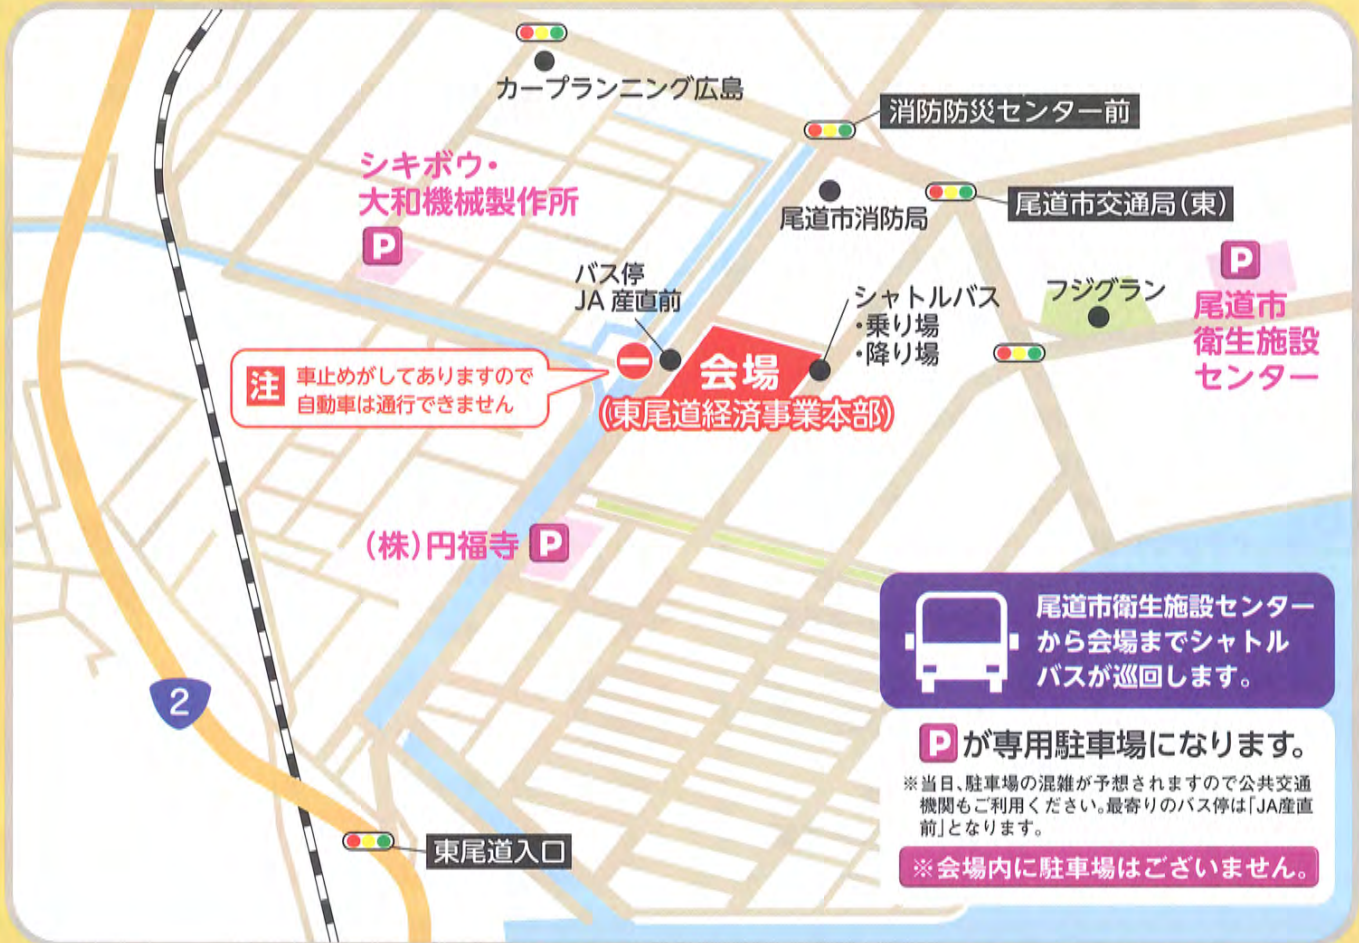 カープランニング広島
消防防災センター前
シキボウ・
大和機械製作所
P
尾道市消防局
尾道市交通局(東)
バス停
JA 産直前
シャトルバス
・乗り場
・降り場
フジグラン
P
尾道市
衛生施設
センター
注
車止めがしてありますので
自動車は通行できません
会場
(東尾道経済事業本部)
(株)円福寺 P
2
東尾道入口
尾道市衛生施設センター
から会場までシャトル
バスが巡回します。
Pが専用駐車場になります。
※当日、駐車場の混雑が予想されますので公共交通
機関もご利用ください。最寄りのバス停は「JA産直
前」となります。
※会場内に駐車場はございません。